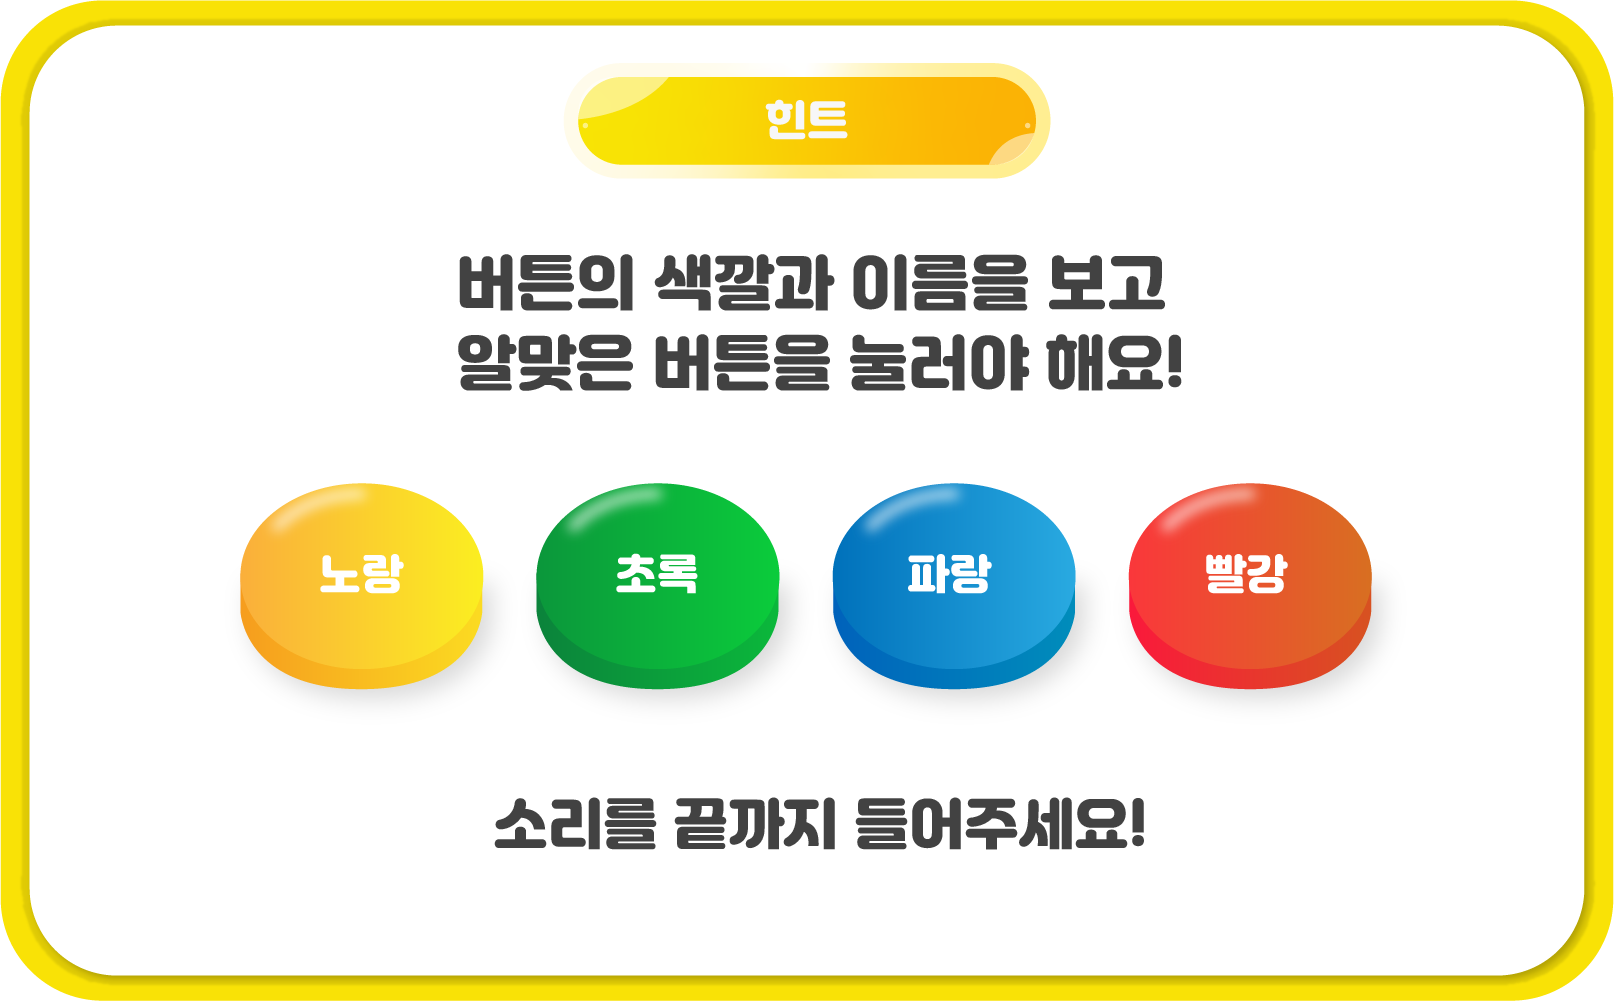 힌트
버튼의 색깔과 이름을 보고
알맞은 버튼을 눌러야 해요!
노랑 초록 파랑 빨강
소리를 끝까지 들어주세요!